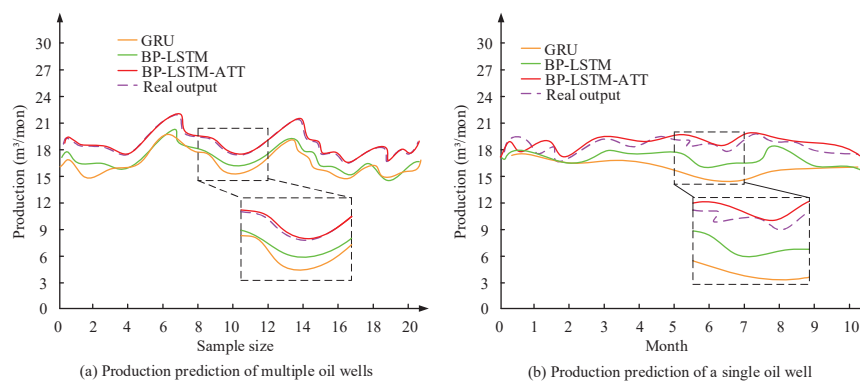 GRU
BP-LSTM
BP-LSTM-ATT
Real output
Production (m³/mon)
30
27
24
21
18
15
12
9
6
3
0
0 2 4 6 8 10 12 14 16 18 20
Sample size
(a) Production prediction of multiple oil wells
GRU
BP-LSTM
BP-LSTM-ATT
Real output
Production (m³/mon)
30
27
24
21
18
15
12
9
6
3
0
0 1 2 3 4 5 6 7 8 9 10
Month
(b) Production prediction of a single oil well